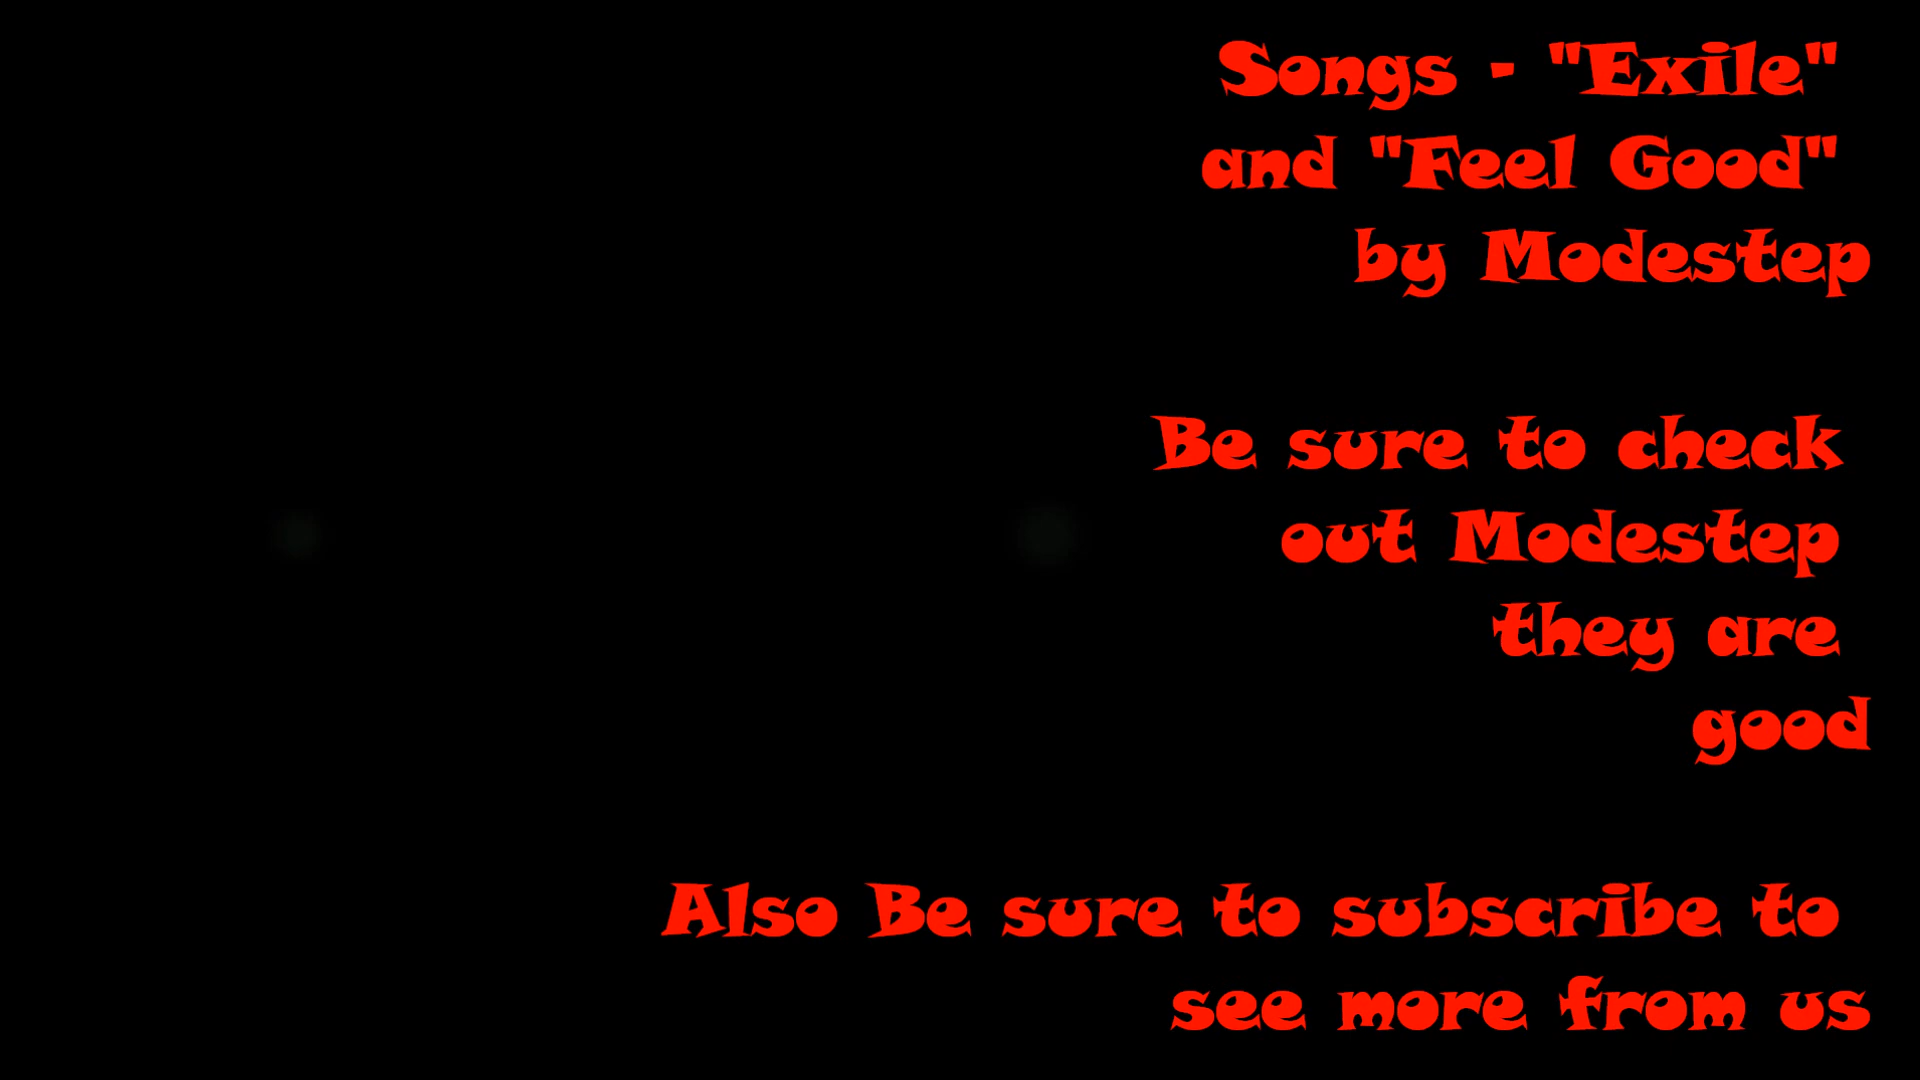 Songs - "Exile"
and "Feel Good"
by Modestep
Be sure to check
out Modestep
they are
good
Also Be sure to subscribe to
see more from us